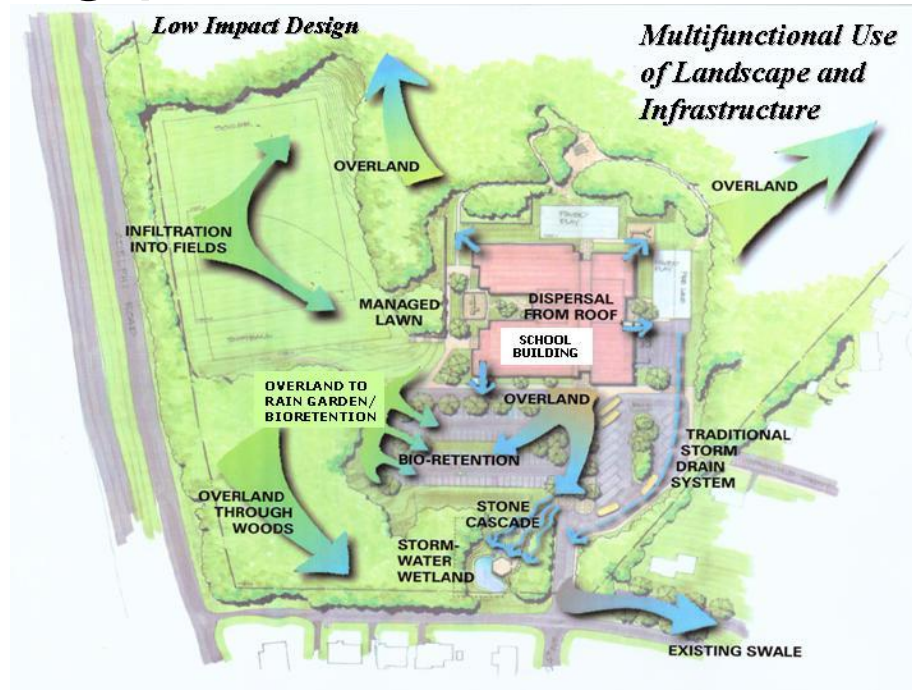 Low Impact Design
Multifunctional Use
of Landscape and
Infrastructure
OVERLAND
OVERLAND
INFILTRATION
INTO FIELDS
MANAGED
LAWN
DISPERSAL
FROM ROOF
SCHOOL
BUILDING
OVERLAND TO
RAIN GARDEN/
BIORETENTION
OVERLAND
BIO-RETENTION
TRADITIONAL
STORM
DRAIN
SYSTEM
OVERLAND
THROUGH
WOODS
STONE
CASCADE
STORM-
WATER
WETLAND
EXISTING SWALE